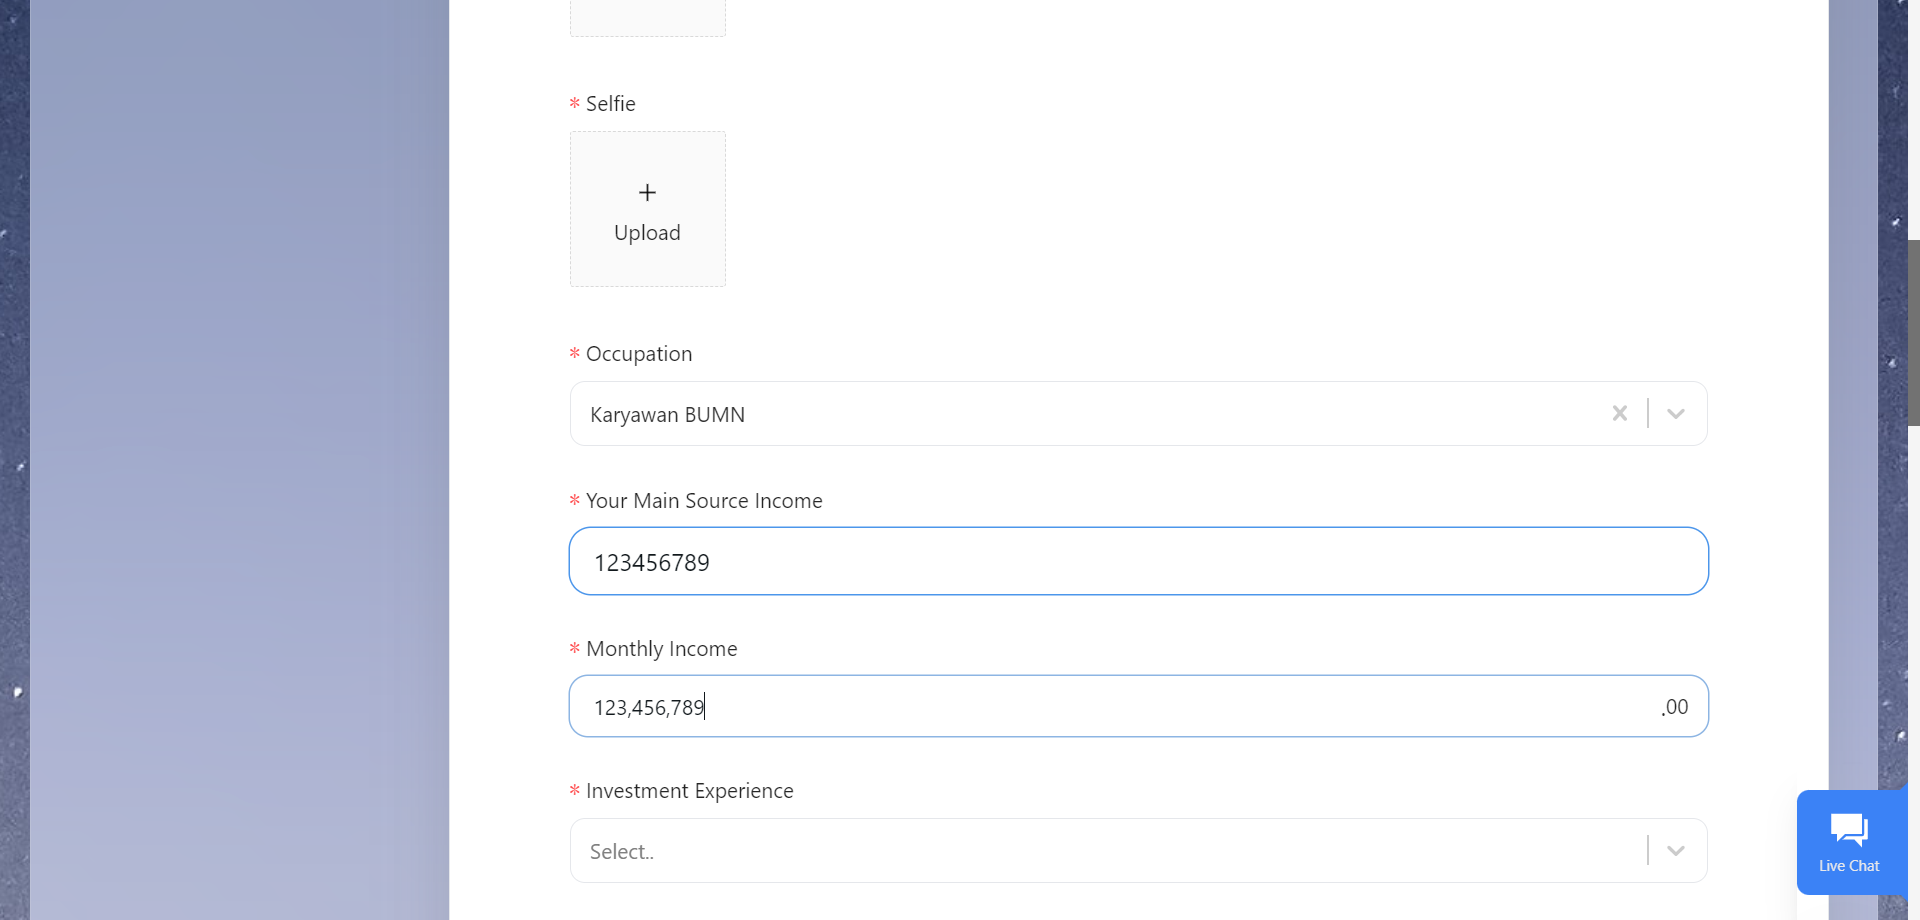 * Selfie
+
Upload
* Occupation
Karyawan BUMN
* Your Main Source Income
123456789
* Monthly Income
123,456,789 .00
* Investment Experience
Select..
Live Chat